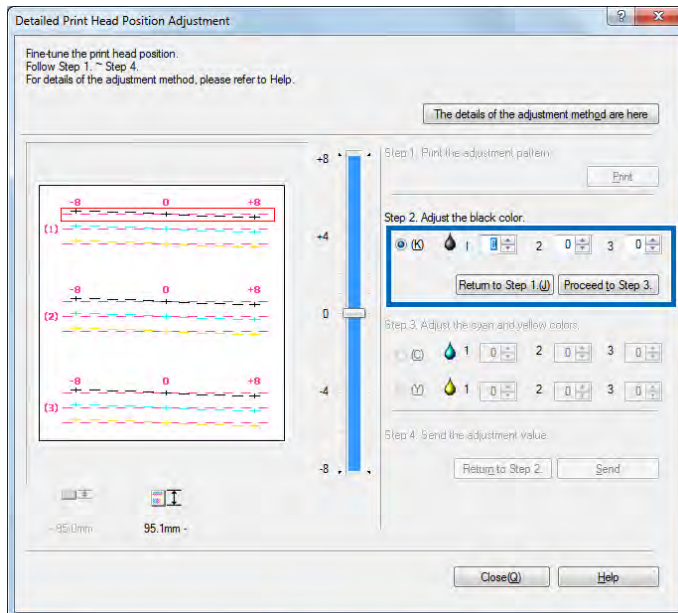 Detailed Print Head Position Adjustment
Fine-tune the print head position.
Follow Step 1. ~ Step 4.
For details of the adjustment method, please refer to Help.
The details of the adjustment method are here
Step 1. Print the adjustment pattern.
Print
Step 2. Adjust the black color.
(K) 1 0 2 0 3 0
Return to Step 1.(J) Proceed to Step 3.
Step 3. Adjust the cyan and yellow colors.
(C) 1 0 2 0 3 0
(Y) 1 0 2 0 3 0
Step 4. Send the adjustment value.
Return to Step 2. Send
+8
+4
0
-4
-8
-8 0 +8
(1)
-8 0 +8
(2)
-8 0 +8
(3)
- 95.0mm 95.1mm -
Close(Q) Help